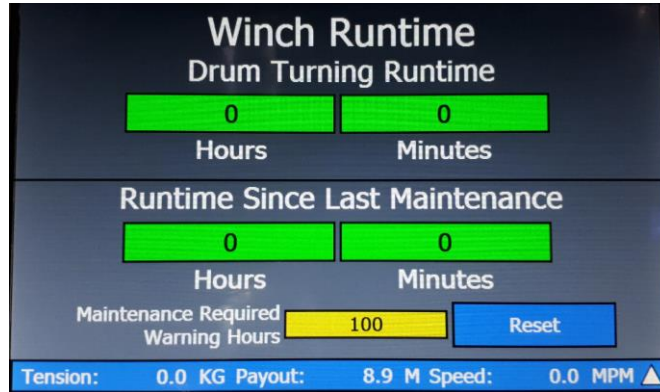 Winch Runtime
Drum Turning Runtime
0 0
Hours Minutes
Runtime Since Last Maintenance
0 0
Hours Minutes
Maintenance Required
Warning Hours 100 Reset
Tension: 0.0 KG Payout: 8.9 M Speed: 0.0 MPM